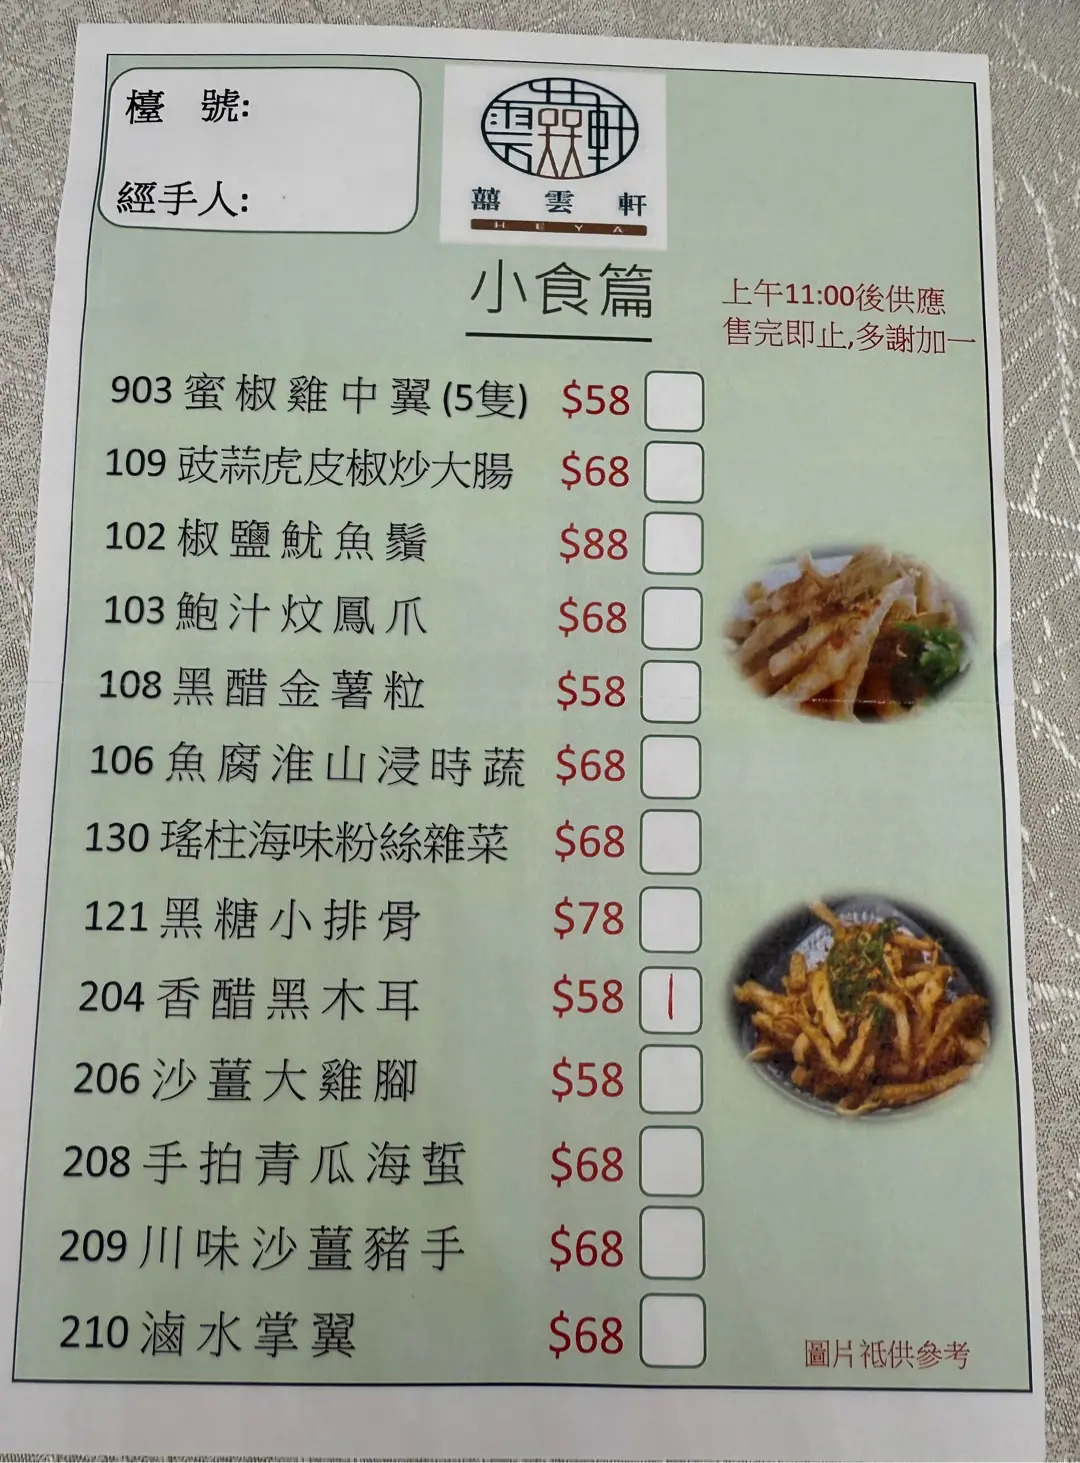 檯 號:
經手人:
雲囍軒
囍雲軒
HEYA
小食篇
上午11:00後供應
售完即止,多謝加一
903 蜜椒雞中翼(5隻) $58
109 豉蒜虎皮椒炒大腸 $68
102 椒鹽魷魚鬚 $88
103 鮑汁炆鳳爪 $68
108 黑醋金薯粒 $58
106 魚腐淮山浸時蔬 $68
130 瑤柱海味粉絲雜菜 $68
121 黑糖小排骨 $78
204 香醋黑木耳 $58 |
206 沙薑大雞腳 $58
208 手拍青瓜海蜇 $68
209 川味沙薑豬手 $68
210 滷水掌翼 $68
圖片祗供參考